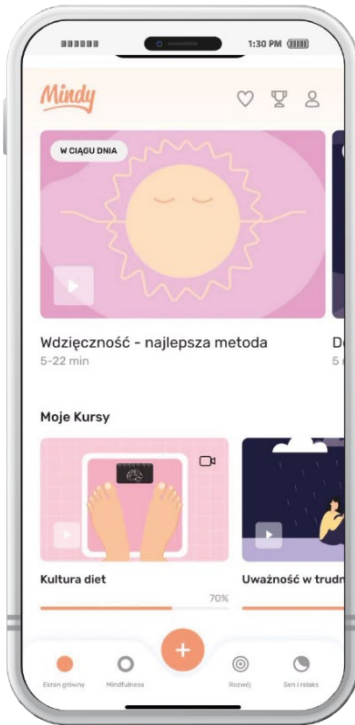 1:30 PM
Mindy
W CIĄGU DNIA
Wdzięczność - najlepsza metoda
5-22 min
Moje Kursy
Kultura diet
Uważność w trudn
70%
Ekran główny
Mindfulness
Rozwój
Sen i relaks